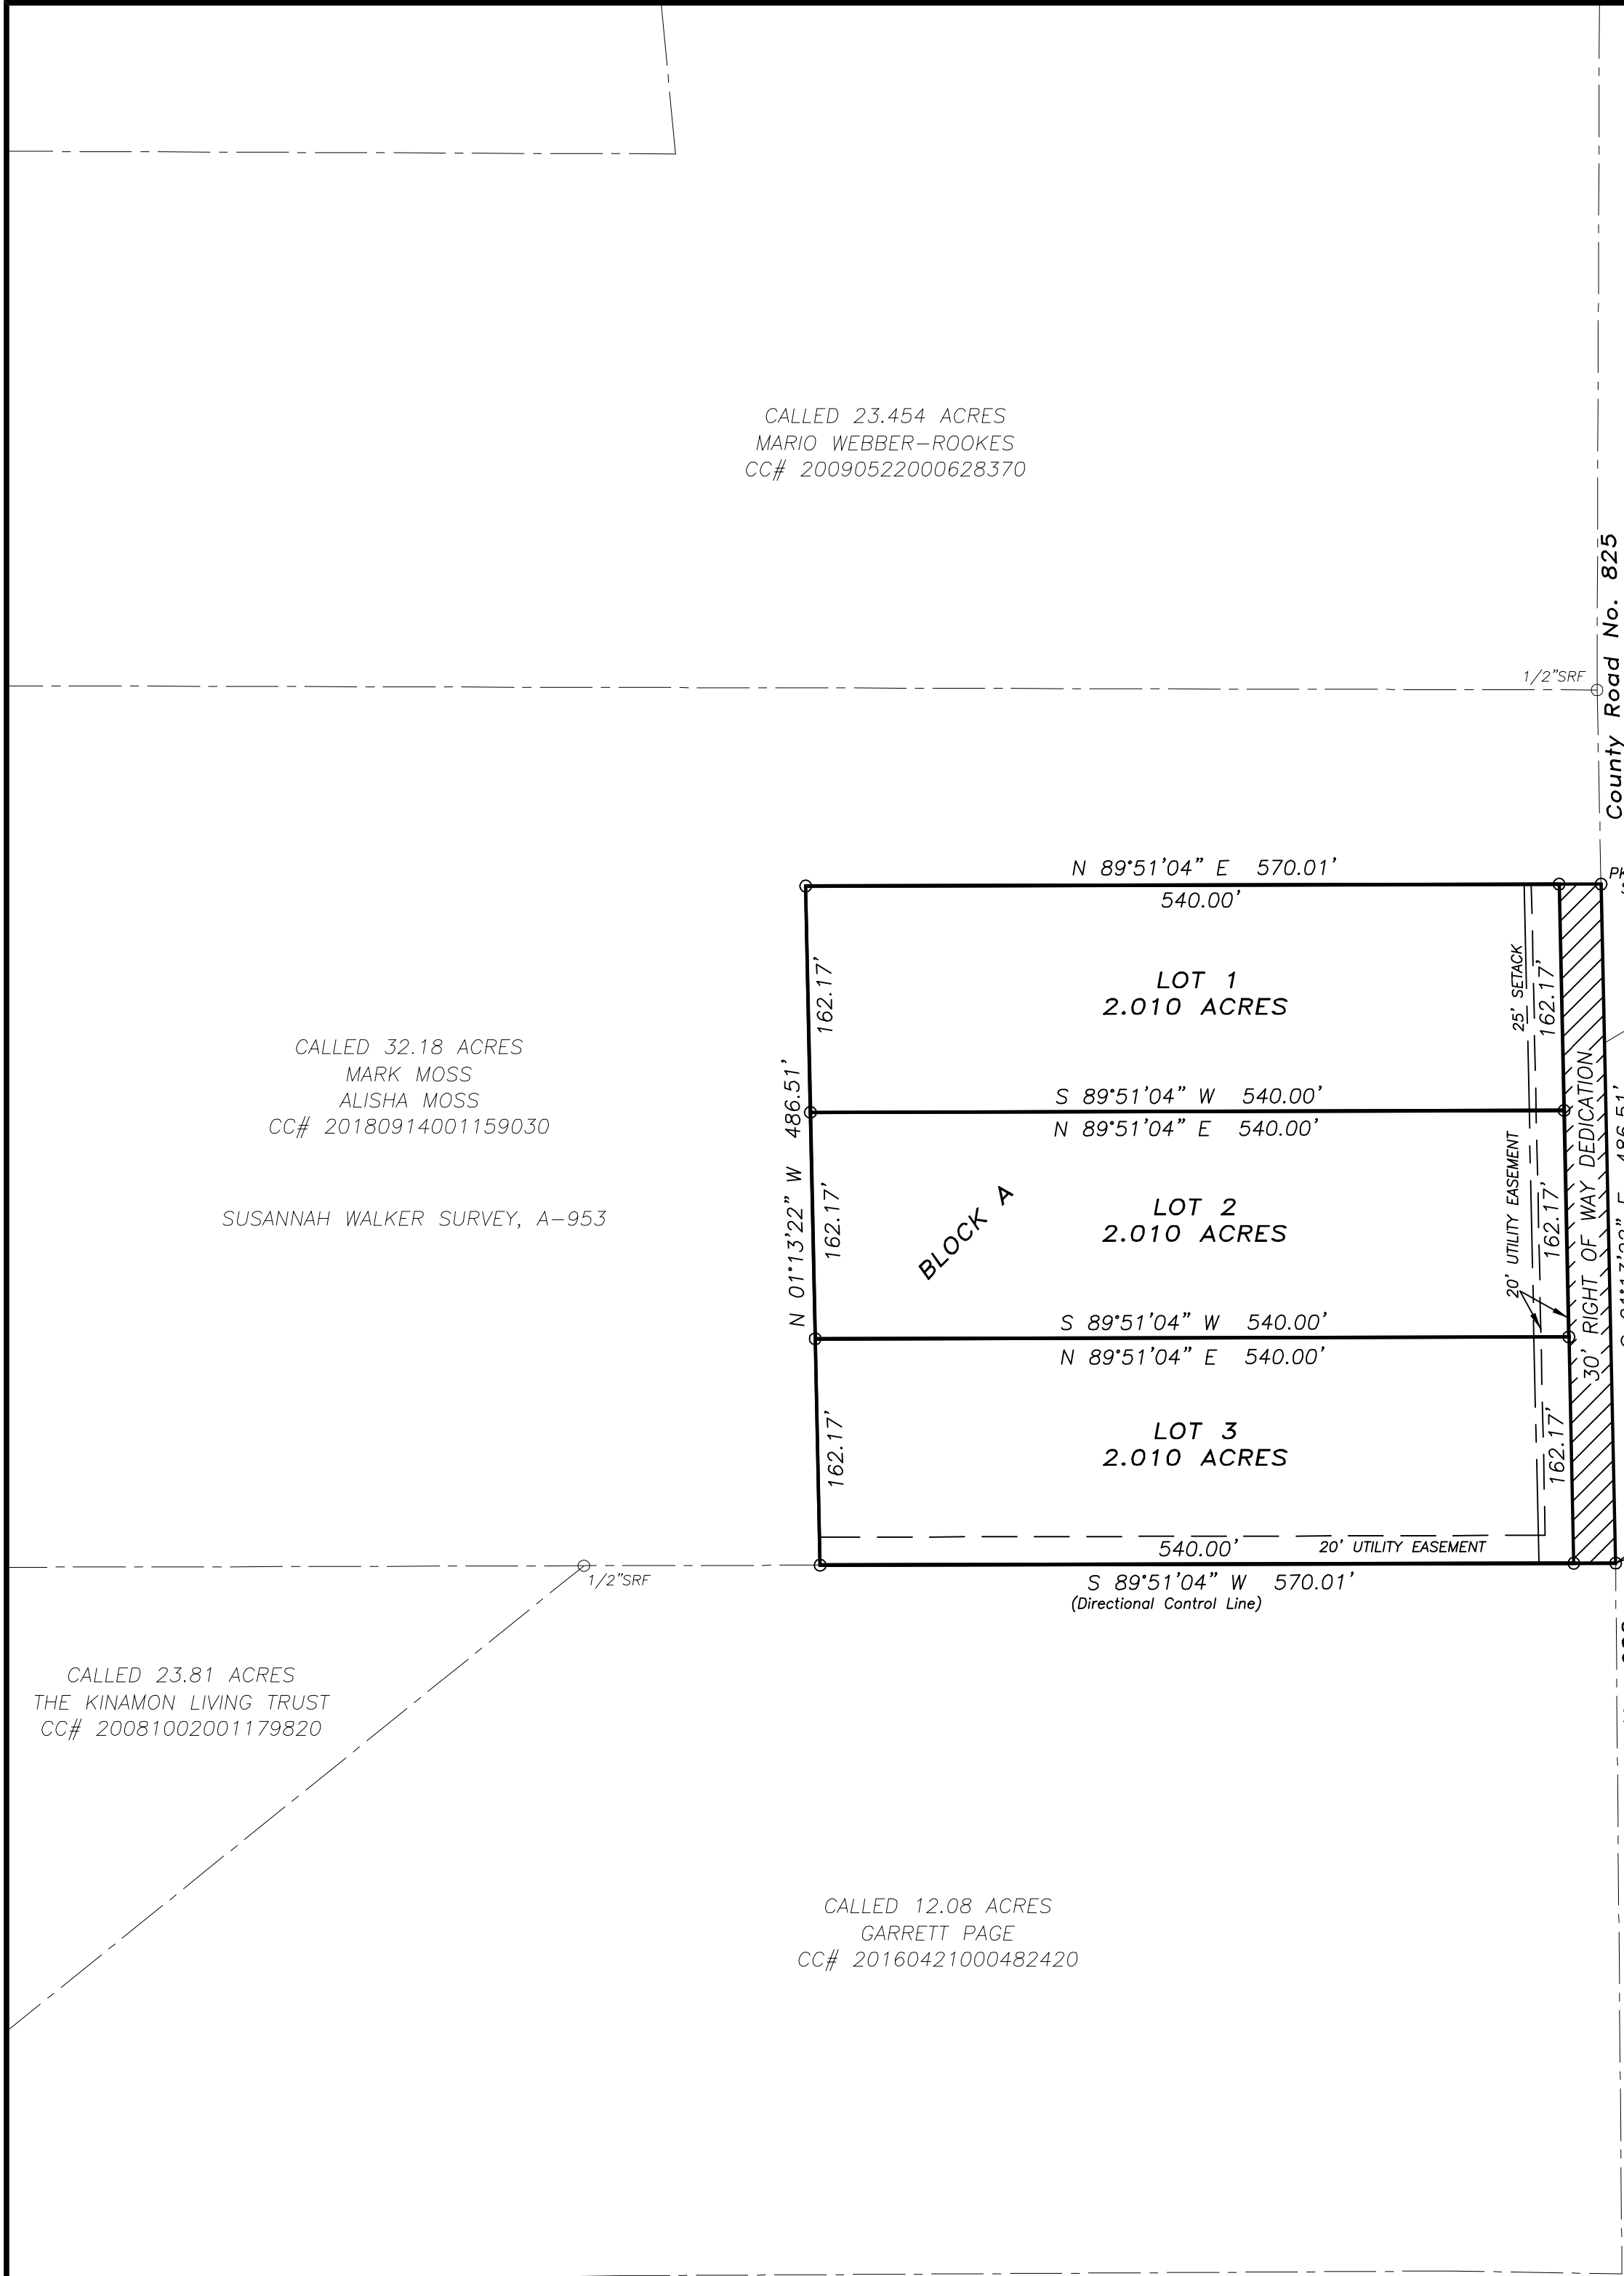 CALLED 23.454 ACRES
MARIO WEBBER-ROOKES
CC# 20090522000628370
County Road No. 825
1/2"SRF
PK
N 89°51'04" E 570.01'
540.00'
LOT 1
2.010 ACRES
162.17'
25' SETACK
162.17'
CALLED 32.18 ACRES
MARK MOSS
ALISHA MOSS
CC# 20180914001159030
SUSANNAH WALKER SURVEY, A-953
N 01°13'22" W 486.51'
S 89°51'04" W 540.00'
N 89°51'04" E 540.00'
162.17'
BLOCK A
LOT 2
2.010 ACRES
20' UTILITY EASEMENT
162.17'
30' RIGHT OF WAY DEDICATION
486.51'
S 89°51'04" W 540.00'
N 89°51'04" E 540.00'
162.17'
LOT 3
2.010 ACRES
162.17'
540.00'
20' UTILITY EASEMENT
S 89°51'04" W 570.01'
(Directional Control Line)
1/2"SRF
CALLED 23.81 ACRES
THE KINAMON LIVING TRUST
CC# 20081002001179820
CALLED 12.08 ACRES
GARRETT PAGE
CC# 20160421000482420